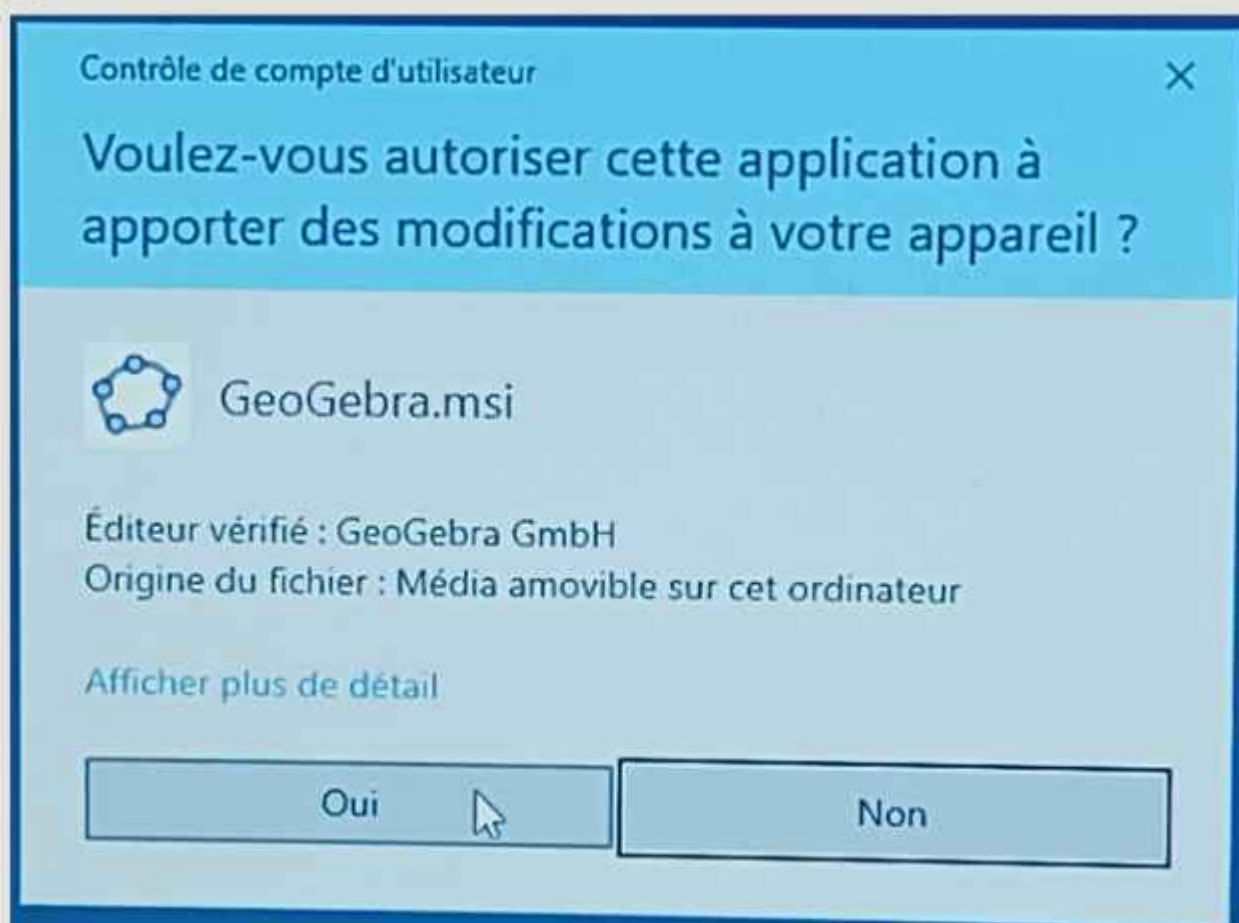 Contrôle de compte d'utilisateur
Voulez-vous autoriser cette application à
apporter des modifications à votre appareil ?
GeoGebra.msi
Éditeur vérifié : GeoGebra GmbH
Origine du fichier : Média amovible sur cet ordinateur
Afficher plus de détail
Oui
Non